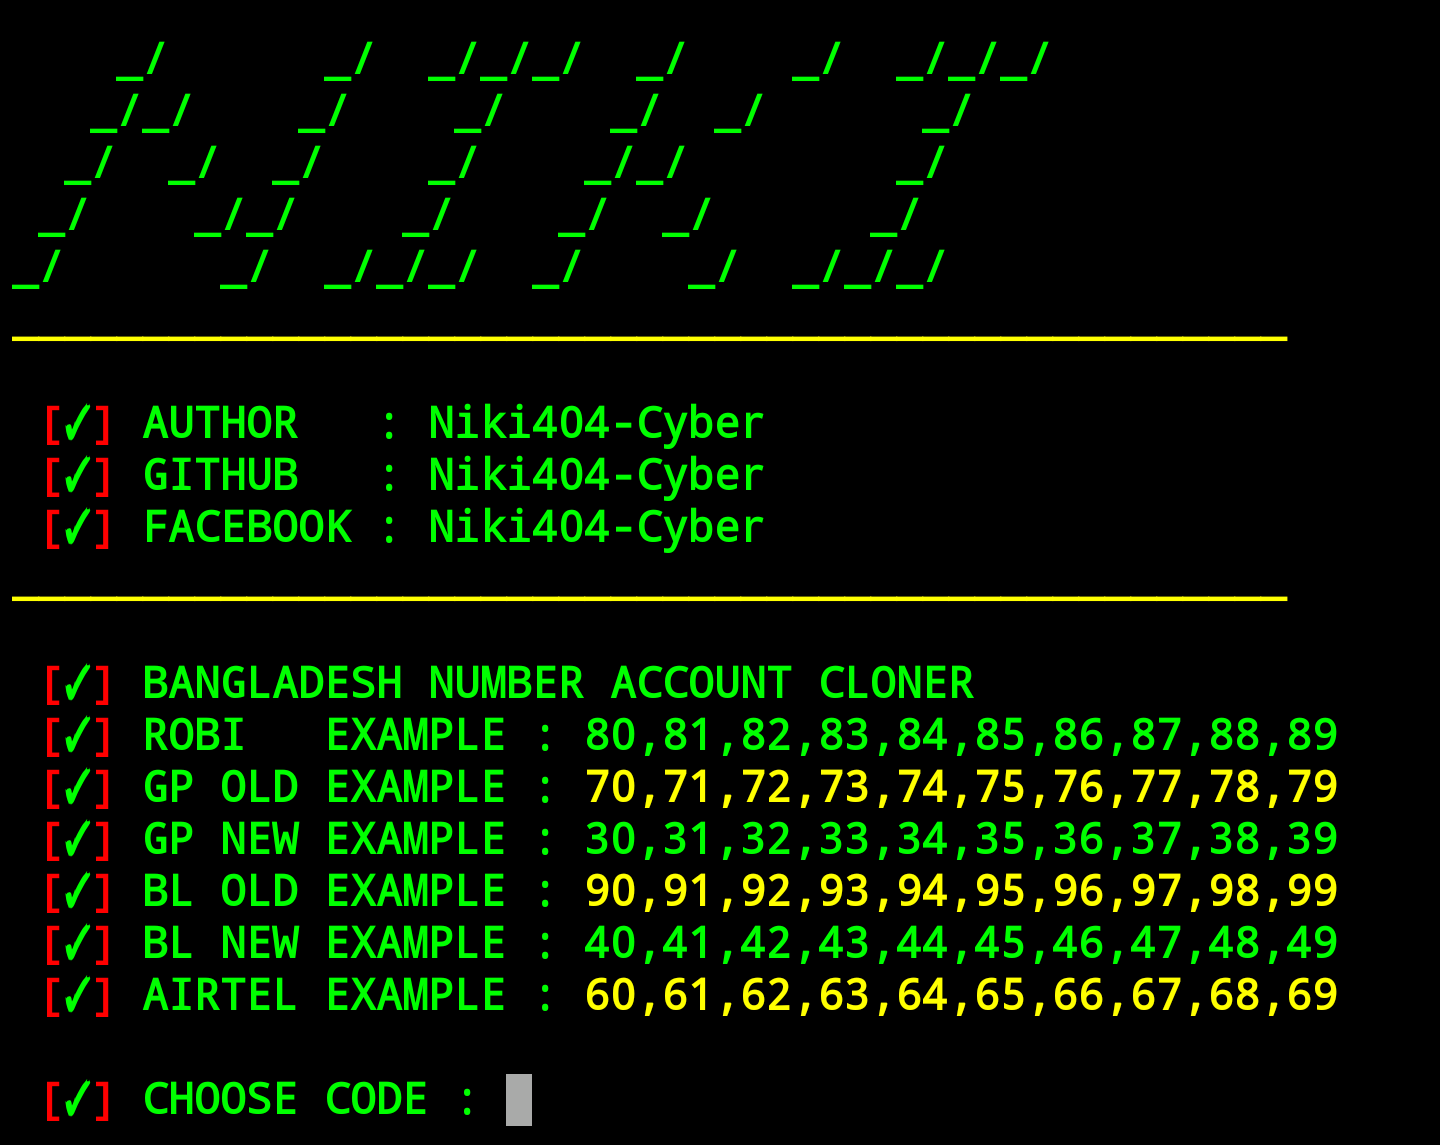 NIKI
[✓] AUTHOR : Niki404-Cyber
[✓] GITHUB : Niki404-Cyber
[✓] FACEBOOK : Niki404-Cyber
[✓] BANGLADESH NUMBER ACCOUNT CLONER
[✓] ROBI EXAMPLE : 80,81,82,83,84,85,86,87,88,89
[✓] GP OLD EXAMPLE : 70,71,72,73,74,75,76,77,78,79
[✓] GP NEW EXAMPLE : 30,31,32,33,34,35,36,37,38,39
[✓] BL OLD EXAMPLE : 90,91,92,93,94,95,96,97,98,99
[✓] BL NEW EXAMPLE : 40,41,42,43,44,45,46,47,48,49
[✓] AIRTEL EXAMPLE : 60,61,62,63,64,65,66,67,68,69
[✓] CHOOSE CODE :